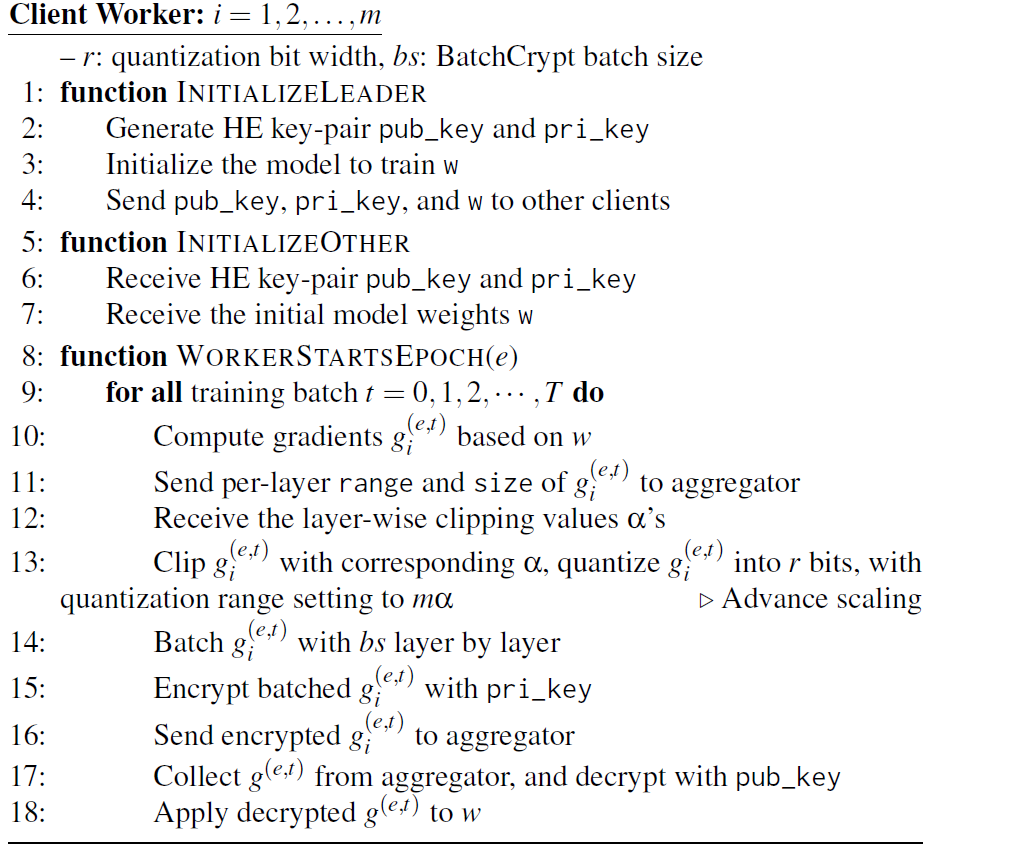 Client Worker: i = 1, 2, . . . , m
– r: quantization bit width, bs: BatchCrypt batch size
1: function INITIALIZELEADER
2: Generate HE key-pair pub_key and pri_key
3: Initialize the model to train w
4: Send pub_key, pri_key, and w to other clients
5: function INITIALIZEOTHER
6: Receive HE key-pair pub_key and pri_key
7: Receive the initial model weights w
8: function WORKERSTARTSEPOCH(e)
9: for all training batch t = 0, 1, 2, · · · , T do
10: Compute gradients g_i^{(e,t)} based on w
11: Send per-layer range and size of g_i^{(e,t)} to aggregator
12: Receive the layer-wise clipping values α’s
13: Clip g_i^{(e,t)} with corresponding α, quantize g_i^{(e,t)} into r bits, with
quantization range setting to mα ▷ Advance scaling
14: Batch g_i^{(e,t)} with bs layer by layer
15: Encrypt batched g_i^{(e,t)} with pri_key
16: Send encrypted g_i^{(e,t)} to aggregator
17: Collect g^{(e,t)} from aggregator, and decrypt with pub_key
18: Apply decrypted g^{(e,t)} to w